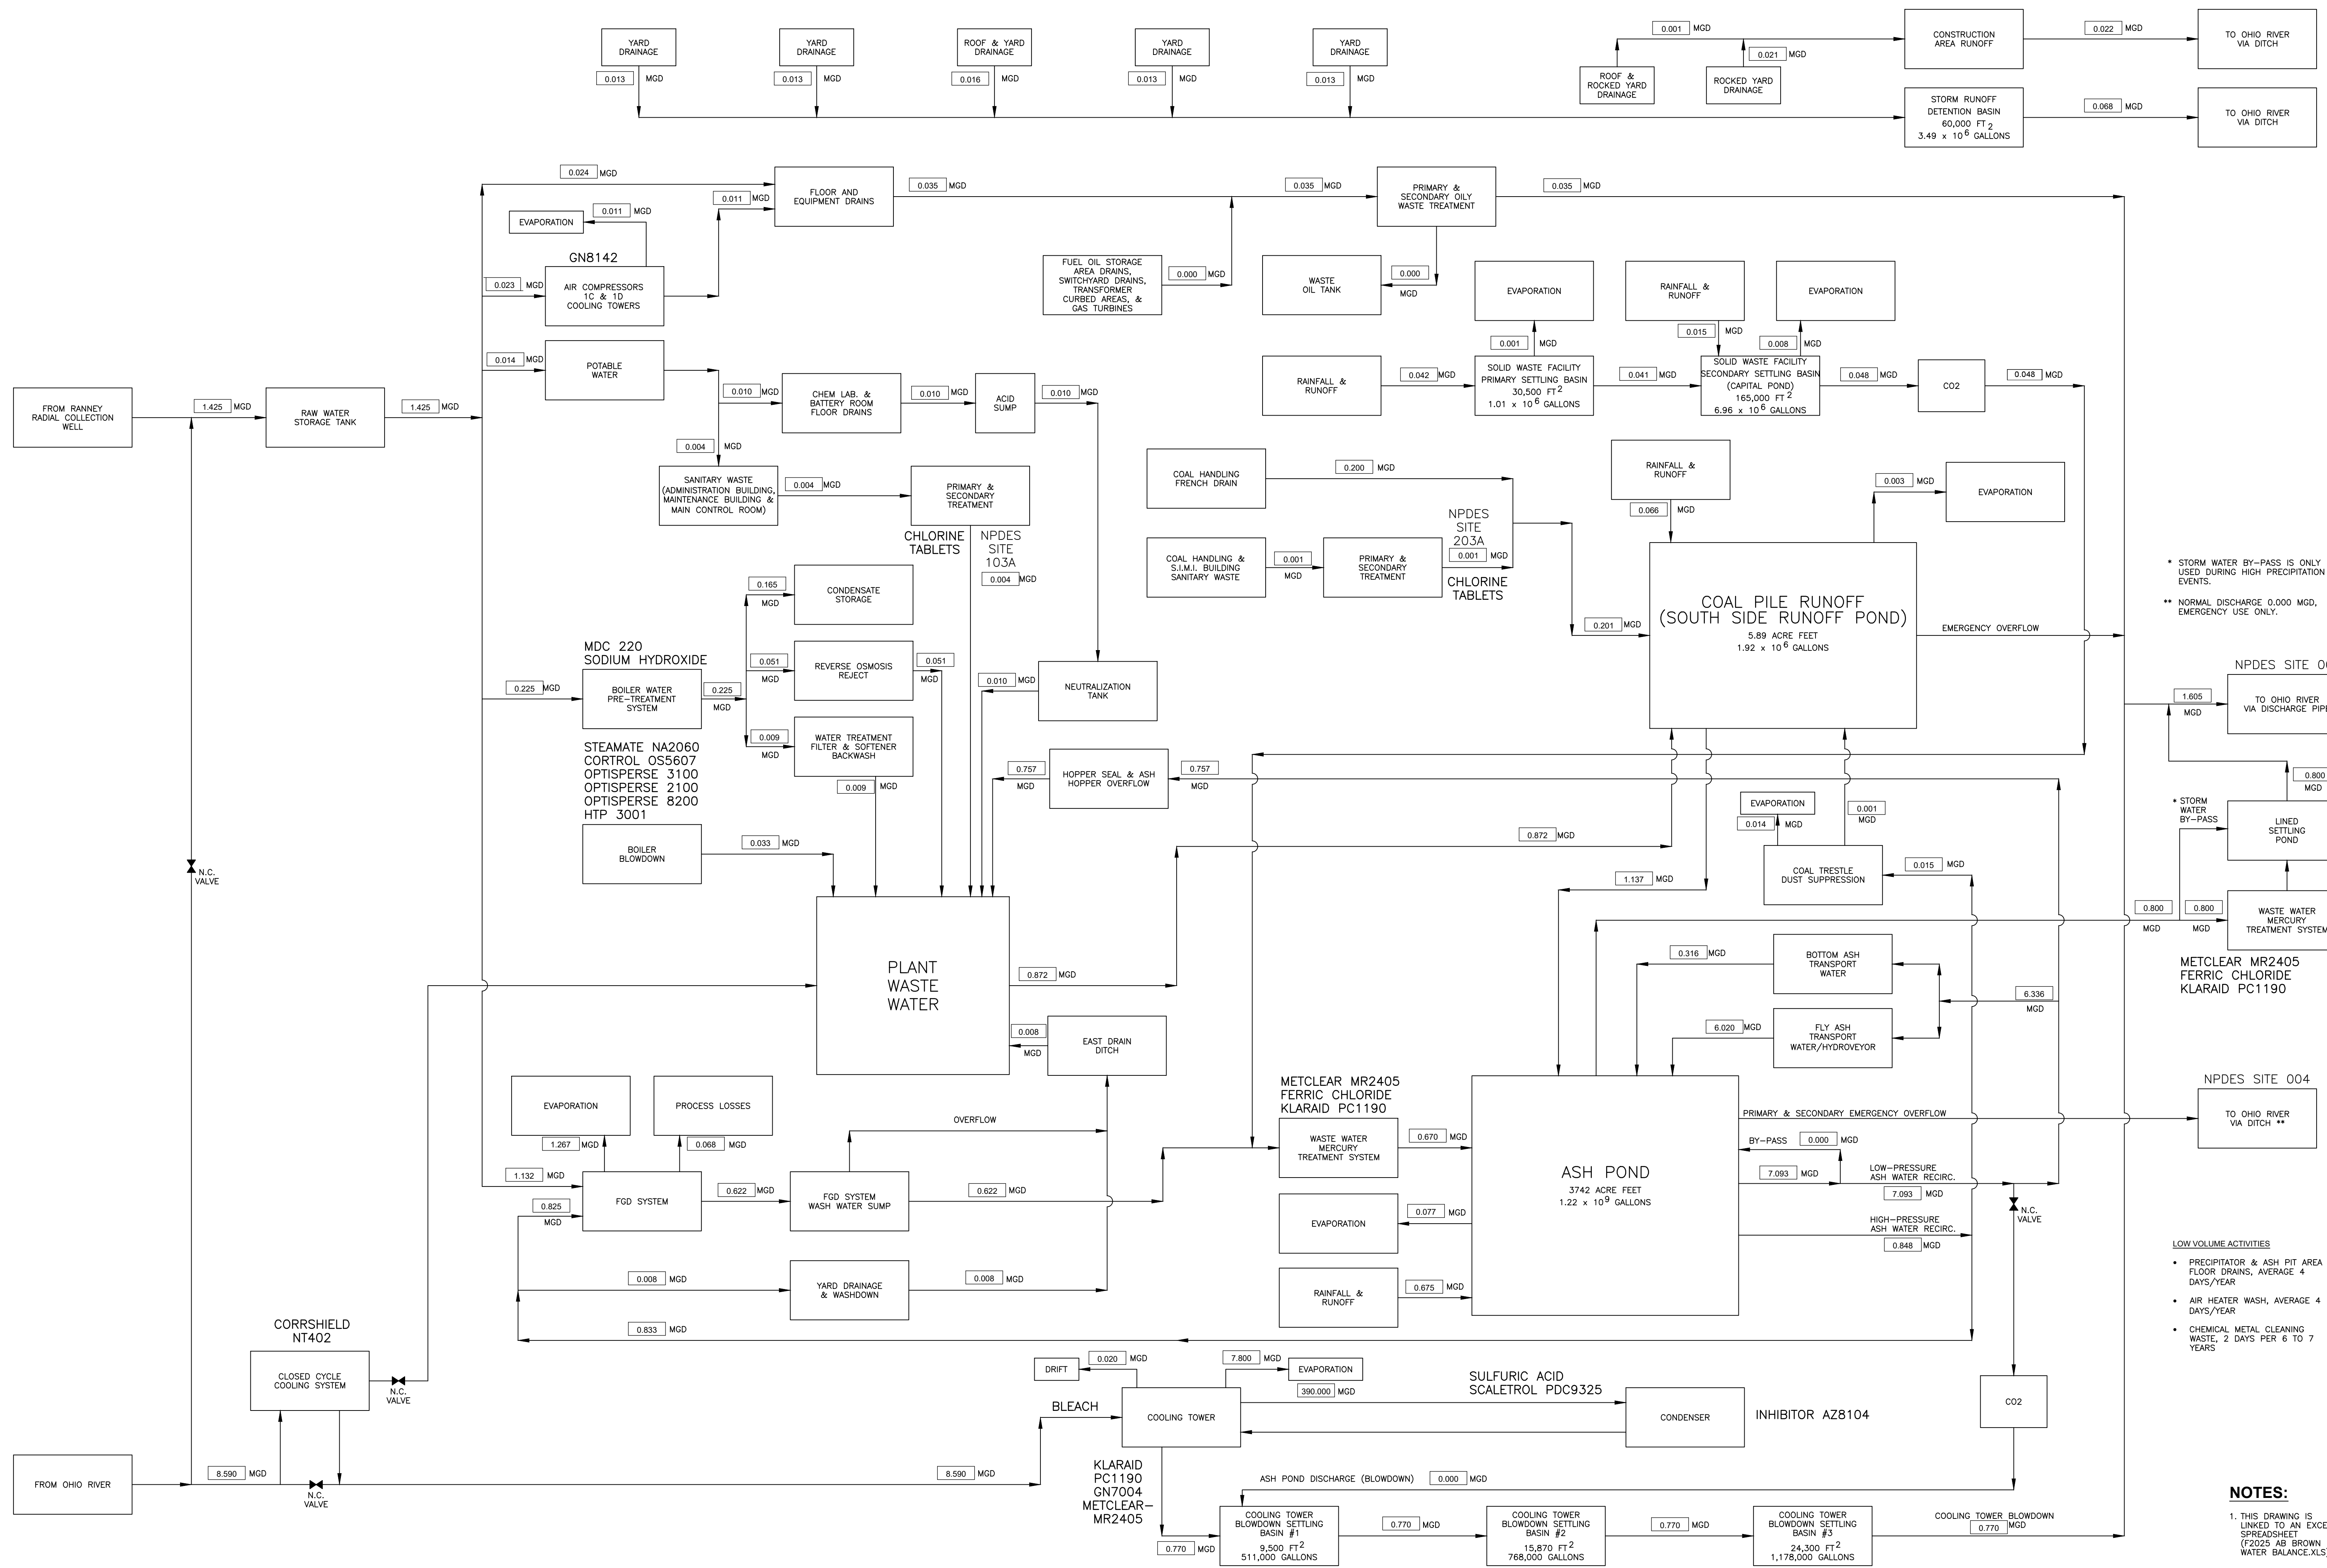 YARD
DRAINAGE
0.013 MGD
YARD
DRAINAGE
0.013 MGD
ROOF & YARD
DRAINAGE
0.016 MGD
YARD
DRAINAGE
0.013 MGD
YARD
DRAINAGE
0.013 MGD
0.001 MGD
0.021 MGD
ROOF &
ROCKED YARD
DRAINAGE
ROCKED YARD
DRAINAGE
CONSTRUCTION
AREA RUNOFF
0.022 MGD
TO OHIO RIVER
VIA DITCH
STORM RUNOFF
DETENTION BASIN
60,000 FT 2
3.49 x 10 6 GALLONS
0.068 MGD
TO OHIO RIVER
VIA DITCH
0.024 MGD
FLOOR AND
EQUIPMENT DRAINS
0.035 MGD
0.035 MGD
PRIMARY &
SECONDARY OILY
WASTE TREATMENT
0.035 MGD
0.011 MGD
EVAPORATION
0.011 MGD
GN8142
0.023 MGD
AIR COMPRESSORS
1C & 1D
COOLING TOWERS
FUEL OIL STORAGE
AREA DRAINS,
SWITCHYARD DRAINS,
TRANSFORMER
CURBED AREAS, &
GAS TURBINES
0.000 MGD
WASTE
OIL TANK
0.000
MGD
EVAPORATION
RAINFALL &
RUNOFF
EVAPORATION
0.001 MGD
0.015 MGD
0.008 MGD
RAINFALL &
RUNOFF
0.042 MGD
SOLID WASTE FACILITY
PRIMARY SETTLING BASIN
30,500 FT 2
1.01 x 10 6 GALLONS
0.041 MGD
SOLID WASTE FACILITY
SECONDARY SETTLING BASIN
(CAPITAL POND)
165,000 FT 2
6.96 x 10 6 GALLONS
0.048 MGD
CO2
0.048 MGD
0.014 MGD
POTABLE
WATER
0.010 MGD
CHEM LAB. &
BATTERY ROOM
FLOOR DRAINS
0.010 MGD
ACID
SUMP
0.010 MGD
FROM RANNEY
RADIAL COLLECTION
WELL
1.425 MGD
RAW WATER
STORAGE TANK
1.425 MGD
0.004 MGD
SANITARY WASTE
(ADMINISTRATION BUILDING,
MAINTENANCE BUILDING &
MAIN CONTROL ROOM)
0.004 MGD
PRIMARY &
SECONDARY
TREATMENT
CHLORINE
TABLETS
NPDES
SITE
103A
0.004 MGD
COAL HANDLING
FRENCH DRAIN
0.200 MGD
COAL HANDLING &
S.I.M.I. BUILDING
SANITARY WASTE
0.001
MGD
PRIMARY &
SECONDARY
TREATMENT
NPDES
SITE
203A
0.001 MGD
CHLORINE
TABLETS
RAINFALL &
RUNOFF
0.066 MGD
0.003 MGD
EVAPORATION
0.201 MGD
COAL PILE RUNOFF
(SOUTH SIDE RUNOFF POND)
5.89 ACRE FEET
1.92 x 10 6 GALLONS
EMERGENCY OVERFLOW
* STORM WATER BY-PASS IS ONLY
USED DURING HIGH PRECIPITATION
EVENTS.
** NORMAL DISCHARGE 0.000 MGD,
EMERGENCY USE ONLY.
0.165
MGD
CONDENSATE
STORAGE
MDC 220
SODIUM HYDROXIDE
0.225 MGD
BOILER WATER
PRE-TREATMENT
SYSTEM
0.225
MGD
0.051
MGD
REVERSE OSMOSIS
REJECT
0.051
MGD
0.009
MGD
WATER TREATMENT
FILTER & SOFTENER
BACKWASH
0.009 MGD
0.010 MGD
NEUTRALIZATION
TANK
STEAMATE NA2060
CORTROL OS5607
OPTISPERSE 3100
OPTISPERSE 2100
OPTISPERSE 8200
HTP 3001
BOILER
BLOWDOWN
0.033 MGD
0.757
MGD
HOPPER SEAL & ASH
HOPPER OVERFLOW
0.757
MGD
0.872 MGD
EVAPORATION
0.014 MGD
0.001
MGD
COAL TRESTLE
DUST SUPPRESSION
0.015 MGD
1.137 MGD
1.605
MGD
TO OHIO RIVER
0.800
MGD
* STORM
WATER
BY-PASS
LINED
SETTLING
POND
0.800
MGD
0.800
MGD
WASTE WATER
MERCURY
TREATMENT SYSTEM
METCLEAR MR2405
FERRIC CHLORIDE
KLARAID PC1190
N.C.
VALVE
PLANT
WASTE
WATER
0.872 MGD
0.008
MGD
EAST DRAIN
DITCH
0.316 MGD
BOTTOM ASH
TRANSPORT
WATER
6.336
MGD
6.020 MGD
FLY ASH
TRANSPORT
WATER/HYDROVEYOR
EVAPORATION
PROCESS LOSSES
1.267 MGD
0.068 MGD
OVERFLOW
1.132 MGD
0.825
MGD
FGD SYSTEM
0.622 MGD
FGD SYSTEM
WASH WATER SUMP
0.622 MGD
METCLEAR MR2405
FERRIC CHLORIDE
KLARAID PC1190
WASTE WATER
MERCURY
TREATMENT SYSTEM
0.670 MGD
EVAPORATION
0.077 MGD
RAINFALL &
RUNOFF
0.675 MGD
ASH POND
3742 ACRE FEET
1.22 x 10 9 GALLONS
PRIMARY & SECONDARY EMERGENCY OVERFLOW
BY-PASS 0.000 MGD
7.093 MGD
LOW-PRESSURE
ASH WATER RECIRC.
7.093 MGD
HIGH-PRESSURE
ASH WATER RECIRC.
0.848 MGD
N.C.
VALVE
NPDES SITE 004
TO OHIO RIVER
VIA DITCH **
0.008 MGD
YARD DRAINAGE
& WASHDOWN
0.008 MGD
0.833 MGD
LOW VOLUME ACTIVITIES
* PRECIPITATOR & ASH PIT AREA
FLOOR DRAINS, AVERAGE 4
DAYS/YEAR
* AIR HEATER WASH, AVERAGE 4
DAYS/YEAR
* CHEMICAL METAL CLEANING
WASTE, 2 DAYS PER 6 TO 7
YEARS
CORRSHIELD
NT402
CLOSED CYCLE
COOLING SYSTEM
N.C.
VALVE
FROM OHIO RIVER
8.590 MGD
N.C.
VALVE
8.590 MGD
BLEACH
DRIFT
0.020 MGD
7.800 MGD
EVAPORATION
390.000 MGD
COOLING TOWER
SULFURIC ACID
SCALETROL PDC9325
CONDENSER
INHIBITOR AZ8104
CO2
KLARAID
PC1190
GN7004
METCLEAR-
MR2405
0.770 MGD
ASH POND DISCHARGE (BLOWDOWN) 0.000 MGD
COOLING TOWER
BLOWDOWN SETTLING
BASIN #1
9,500 FT 2
511,000 GALLONS
0.770 MGD
COOLING TOWER
BLOWDOWN SETTLING
BASIN #2
15,870 FT 2
768,000 GALLONS
0.770 MGD
COOLING TOWER
BLOWDOWN SETTLING
BASIN #3
24,300 FT 2
1,178,000 GALLONS
COOLING TOWER BLOWDOWN
0.770 MGD
NOTES:
1. THIS DRAWING IS
LINKED TO AN
SPREADSHEET
(F2025 AB BROWN
WATER BALANCE.XLS)
NPDES SITE
VIA DISCHARGE